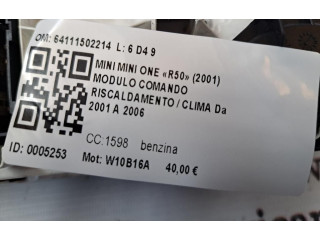 OM: 64111502214 L: 6 D4 9
MINI MINI ONE «R50» (2001)
MODULO COMANDO
RISCALDAMENTO / CLIMA Da
2001 A 2006
CC:1598 benzina
ID: 0005253 Mot: W10B16A 40,00 €